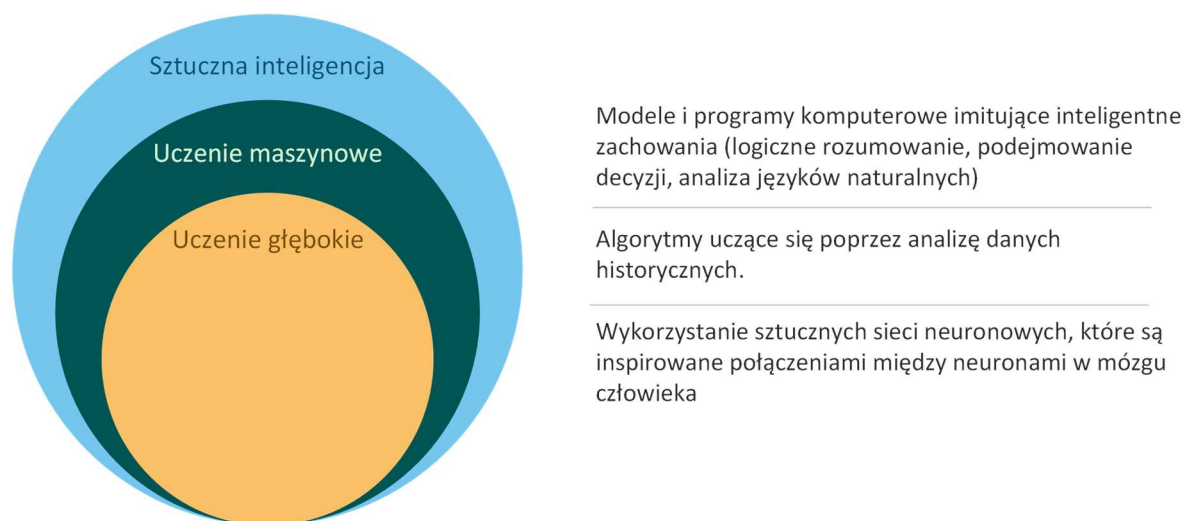 Sztuczna inteligencja
Uczenie maszynowe
Uczenie głębokie
Modele i programy komputerowe imitujące inteligentne
zachowania (logiczne rozumowanie, podejmowanie
decyzji, analiza języków naturalnych)
Algorytmy uczące się poprzez analizę danych
historycznych.
Wykorzystanie sztucznych sieci neuronowych, które są
inspirowane połączeniami między neuronami w mózgu
człowieka